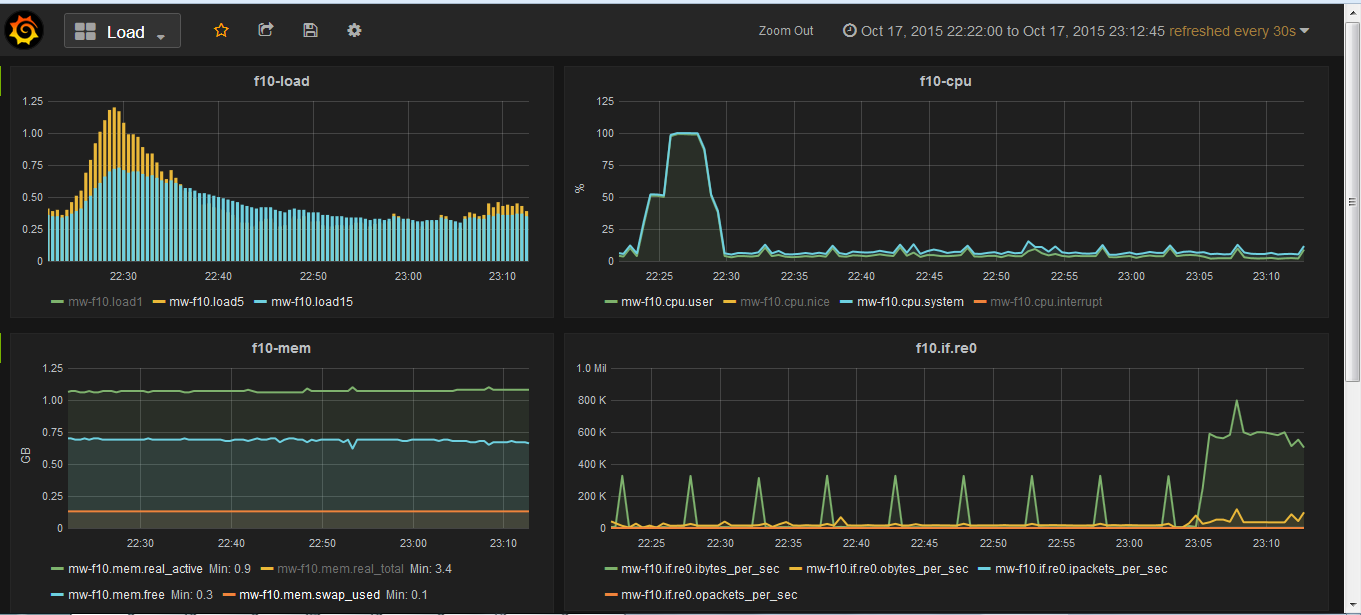 Load
Zoom Out
Oct 17, 2015 22:22:00 to Oct 17, 2015 23:12:45 refreshed every 30s
f10-load
1.25
1.00
0.75
0.50
0.25
0
22:30 22:40 22:50 23:00 23:10
mw-f10.load1 mw-f10.load5 mw-f10.load15
f10-cpu
%
125
100
75
50
25
0
22:25 22:30 22:35 22:40 22:45 22:50 22:55 23:00 23:05 23:10
mw-f10.cpu.user mw-f10.cpu.nice mw-f10.cpu.system mw-f10.cpu.interrupt
f10-mem
GB
1.25
1.00
0.75
0.50
0.25
0
22:30 22:40 22:50 23:00 23:10
mw-f10.mem.real_active Min: 0.9 mw-f10.mem.real_total Min: 3.4
mw-f10.mem.free Min: 0.3 mw-f10.mem.swap_used Min: 0.1
f10.if.re0
1.0 Mil
800 K
600 K
400 K
200 K
0
22:25 22:30 22:35 22:40 22:45 22:50 22:55 23:00 23:05 23:10
mw-f10.if.re0.ibytes_per_sec mw-f10.if.re0.obytes_per_sec mw-f10.if.re0.ipackets_per_sec
mw-f10.if.re0.opackets_per_sec